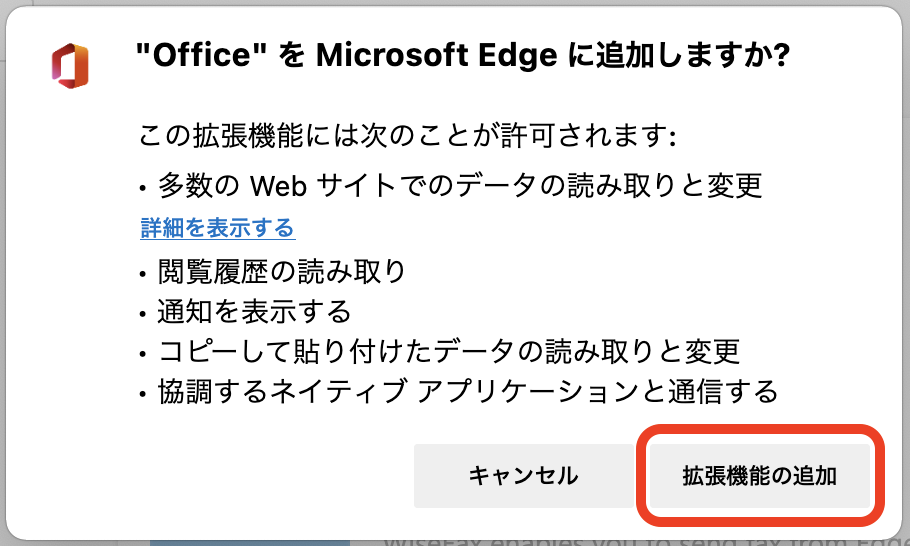 "Office" を Microsoft Edge に追加しますか?
この拡張機能には次のことが許可されます:
・多数の Web サイトでのデータの読み取りと変更
詳細を表示する
・閲覧履歴の読み取り
・通知を表示する
・コピーして貼り付けたデータの読み取りと変更
・協調するネイティブ アプリケーションと通信する
キャンセル
拡張機能の追加